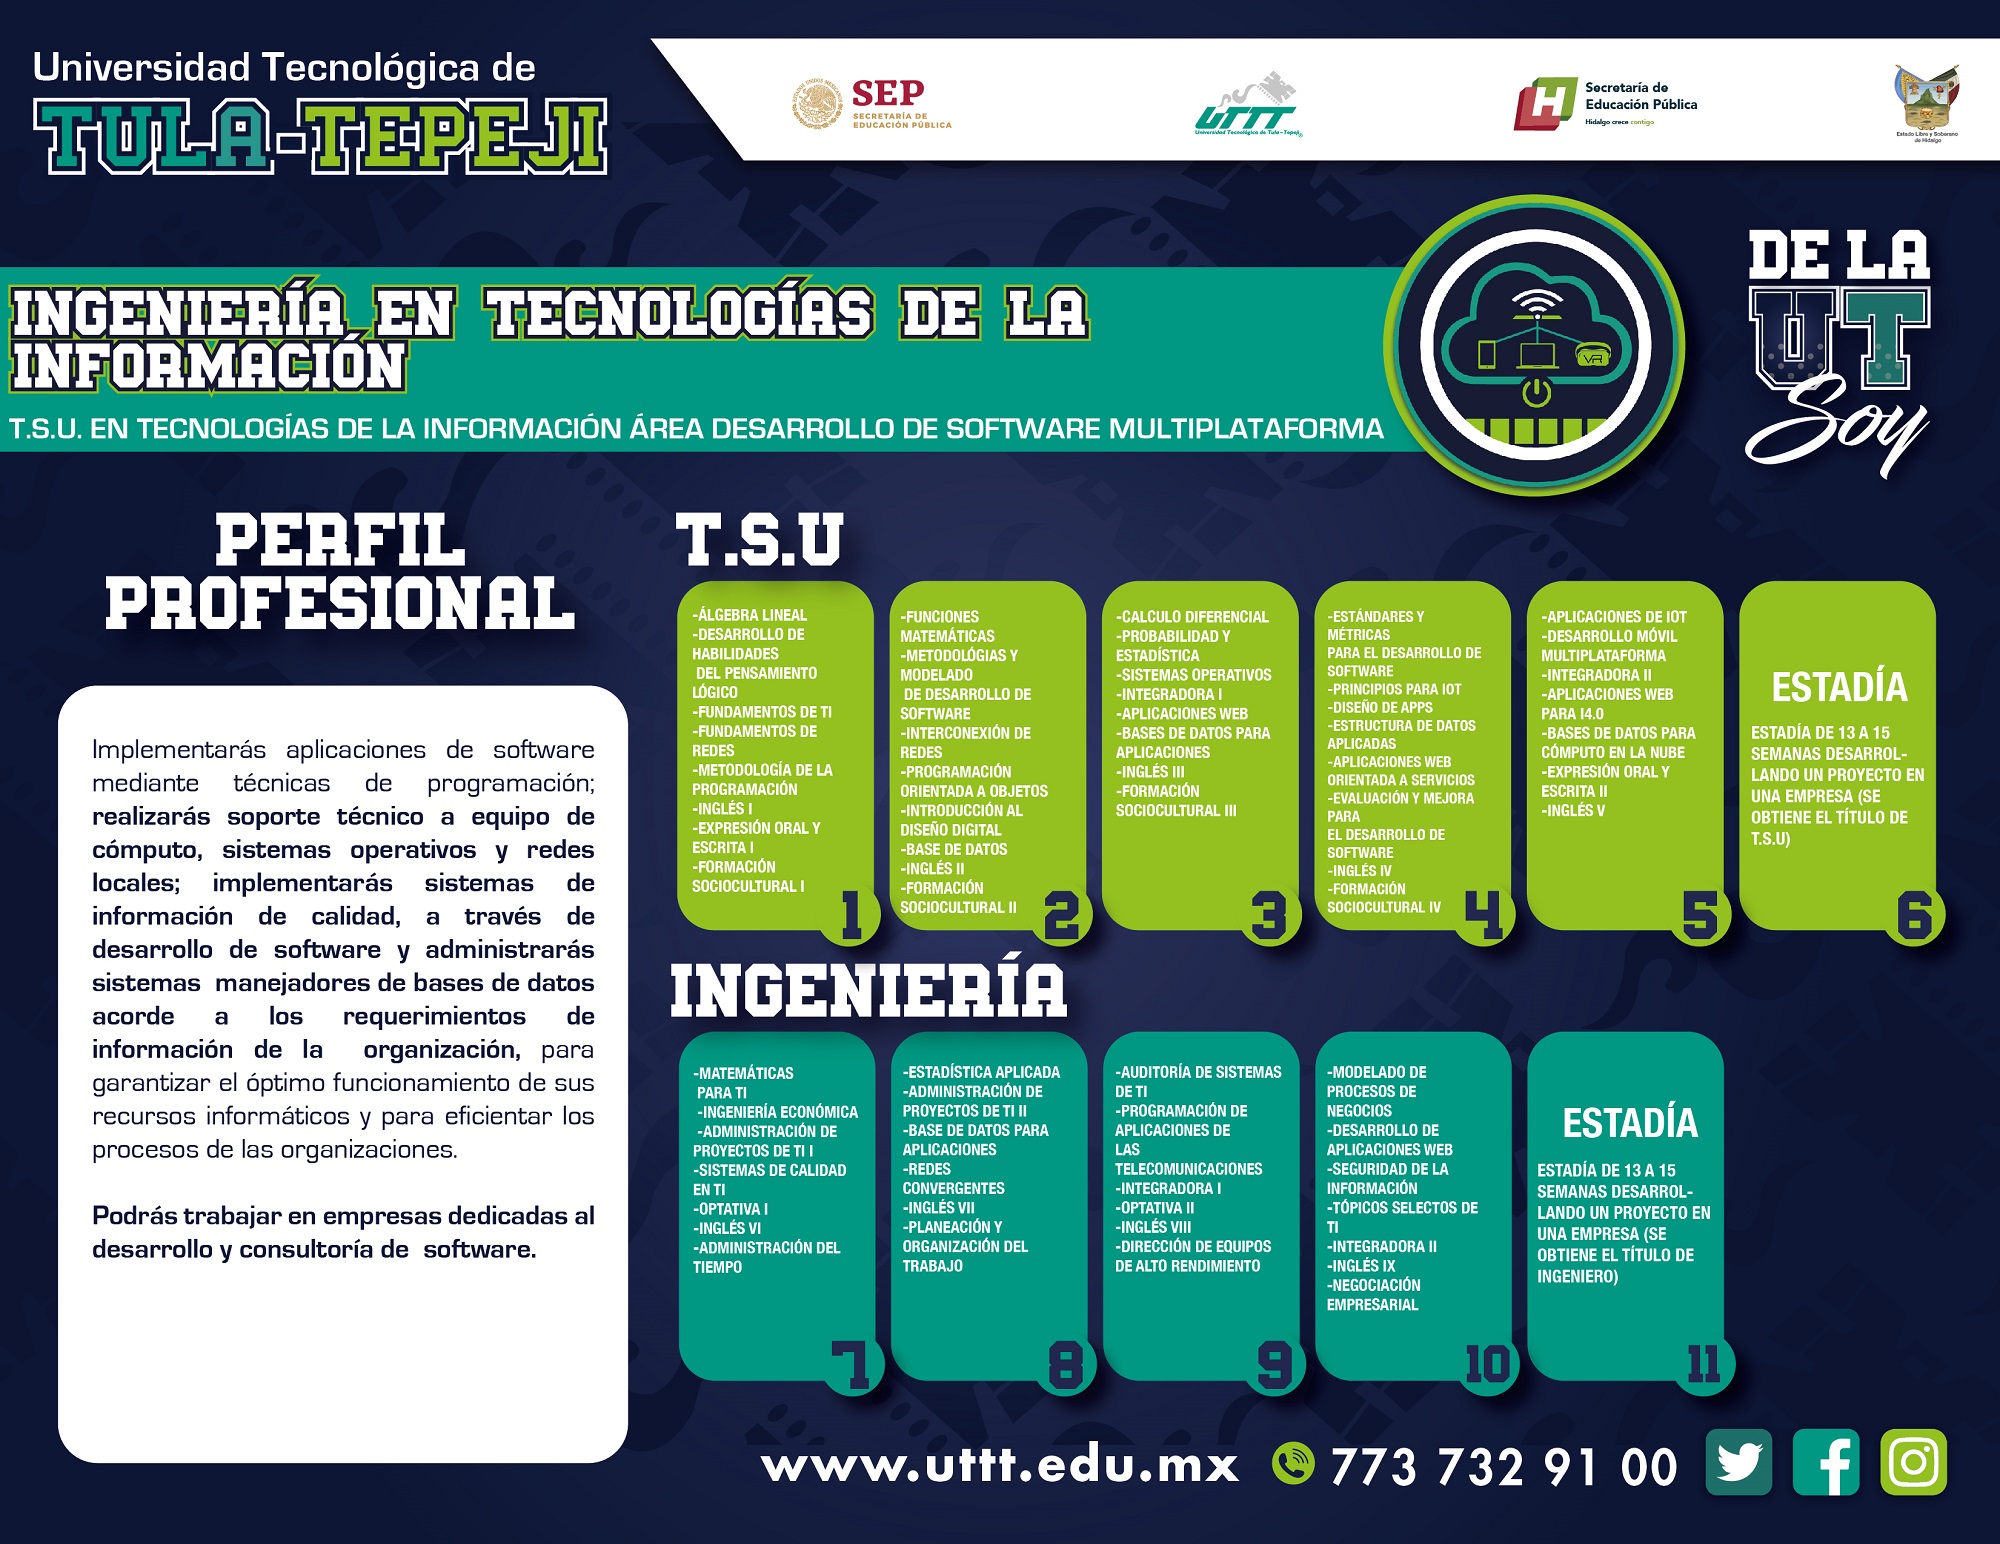 Universidad Tecnológica de
TULA-TEPEJI
SEP
SECRETARÍA DE
EDUCACIÓN PÚBLICA
UTTT
Universidad Tecnológica de Tula-Tepeji
H
Secretaría de
Educación Pública
Hidalgo crece contigo
Estado Libre y Soberano
de Hidalgo
INGENIERÍA EN TECNOLOGÍAS DE LA
INFORMACIÓN
T.S.U. EN TECNOLOGÍAS DE LA INFORMACIÓN ÁREA DESARROLLO DE SOFTWARE MULTIPLATAFORMA
VR
DE LA
UT
Soy
PERFIL
PROFESIONAL
Implementarás aplicaciones de software
mediante técnicas de programación;
realizarás soporte técnico a equipo de
cómputo, sistemas operativos y redes
locales; implementarás sistemas de
información de calidad, a través de
desarrollo de software y administrarás
sistemas manejadores de bases de datos
acorde a los requerimientos de
información de la organización, para
garantizar el óptimo funcionamiento de sus
recursos informáticos y para eficientar los
procesos de las organizaciones.
Podrás trabajar en empresas dedicadas al
desarrollo y consultoría de software.
T.S.U
-ÁLGEBRA LINEAL
-DESARROLLO DE
HABILIDADES
DEL PENSAMIENTO
LÓGICO
-FUNDAMENTOS DE TI
-FUNDAMENTOS DE
REDES
-METODOLOGÍA DE LA
PROGRAMACIÓN
-INGLÉS I
-EXPRESIÓN ORAL Y
ESCRITA I
-FORMACIÓN
SOCIOCULTURAL I
1
-FUNCIONES
MATEMÁTICAS
-METODOLÓGIAS Y
MODELADO
DE DESARROLLO DE
SOFTWARE
-INTERCONEXIÓN DE
REDES
-PROGRAMACIÓN
ORIENTADA A OBJETOS
-INTRODUCCIÓN AL
DISEÑO DIGITAL
-BASE DE DATOS
-INGLÉS II
-FORMACIÓN
SOCIOCULTURAL II
2
-CALCULO DIFERENCIAL
-PROBABILIDAD Y
ESTADÍSTICA
-SISTEMAS OPERATIVOS
-INTEGRADORA I
-APLICACIONES WEB
-BASES DE DATOS PARA
APLICACIONES
-INGLÉS III
-FORMACIÓN
SOCIOCULTURAL III
3
-ESTÁNDARES Y
MÉTRICAS
PARA EL DESARROLLO DE
SOFTWARE
-PRINCIPIOS PARA IOT
-DISEÑO DE APPS
-ESTRUCTURA DE DATOS
APLICADAS
-APLICACIONES WEB
ORIENTADA A SERVICIOS
-EVALUACIÓN Y MEJORA
PARA
EL DESARROLLO DE
SOFTWARE
-INGLÉS IV
-FORMACIÓN
SOCIOCULTURAL IV
4
-APLICACIONES DE IOT
-DESARROLLO MÓVIL
MULTIPLATAFORMA
-INTEGRADORA II
-APLICACIONES WEB
PARA I4.0
-BASES DE DATOS PARA
CÓMPUTO EN LA NUBE
-EXPRESIÓN ORAL Y
ESCRITA II
-INGLÉS V
5
ESTADÍA
ESTADÍA DE 13 A 15
SEMANAS DESARROL-
LANDO UN PROYECTO EN
UNA EMPRESA (SE
OBTIENE EL TÍTULO DE
T.S.U)
6
INGENIERÍA
-MATEMÁTICAS
PARA TI
-INGENIERÍA ECONÓMICA
-ADMINISTRACIÓN DE
PROYECTOS DE TI I
-SISTEMAS DE CALIDAD
EN TI
-OPTATIVA I
-INGLÉS VI
-ADMINISTRACIÓN DEL
TIEMPO
7
-ESTADÍSTICA APLICADA
-ADMINISTRACIÓN DE
PROYECTOS DE TI II
-BASE DE DATOS PARA
APLICACIONES
-REDES
CONVERGENTES
-INGLÉS VII
-PLANEACIÓN Y
ORGANIZACIÓN DEL
TRABAJO
8
-AUDITORÍA DE SISTEMAS
DE TI
-PROGRAMACIÓN DE
APLICACIONES DE
LAS
TELECOMUNICACIONES
-INTEGRADORA I
-OPTATIVA II
-INGLÉS VIII
-DIRECCIÓN DE EQUIPOS
DE ALTO RENDIMIENTO
9
-MODELADO DE
PROCESOS DE
NEGOCIOS
-DESARROLLO DE
APLICACIONES WEB
-SEGURIDAD DE LA
INFORMACIÓN
-TÓPICOS SELECTOS DE
TI
-INTEGRADORA II
-INGLÉS IX
-NEGOCIACIÓN
EMPRESARIAL
10
ESTADÍA
ESTADÍA DE 13 A 15
SEMANAS DESARROL-
LANDO UN PROYECTO EN
UNA EMPRESA (SE
OBTIENE EL TÍTULO DE
INGENIERO)
11
www.uttt.edu.mx
773 732 91 00